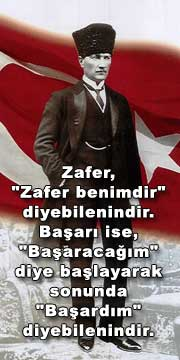 Zafer,
"Zafer benimdir"
diyebilenindir.
Başarı ise,
"Başaracağım"
diye başlayarak
sonunda
"Başardım"
diyebilenindir.